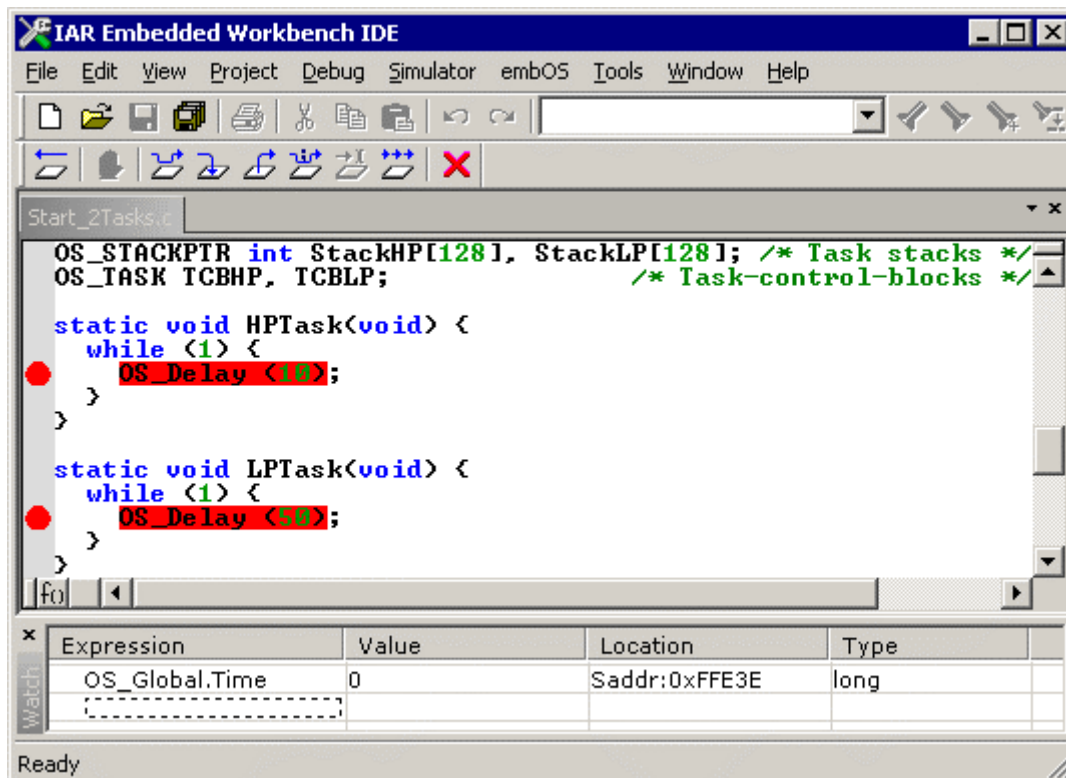 IAR Embedded Workbench IDE
File Edit View Project Debug Simulator embOS Tools Window Help
Start_2Tasks.c
OS_STACKPTR int StackHP[128], StackLP[128]; /* Task stacks */
OS_TASK TCBHP, TCBLP; /* Task-control-blocks */
static void HPTask(void) {
while (1) {
OS_Delay (10);
}
}
static void LPTask(void) {
while (1) {
OS_Delay (50);
}
}
f()
Expression Value Location Type
OS_Global.Time 0 Saddr:0xFFE3E long
Watch
Ready